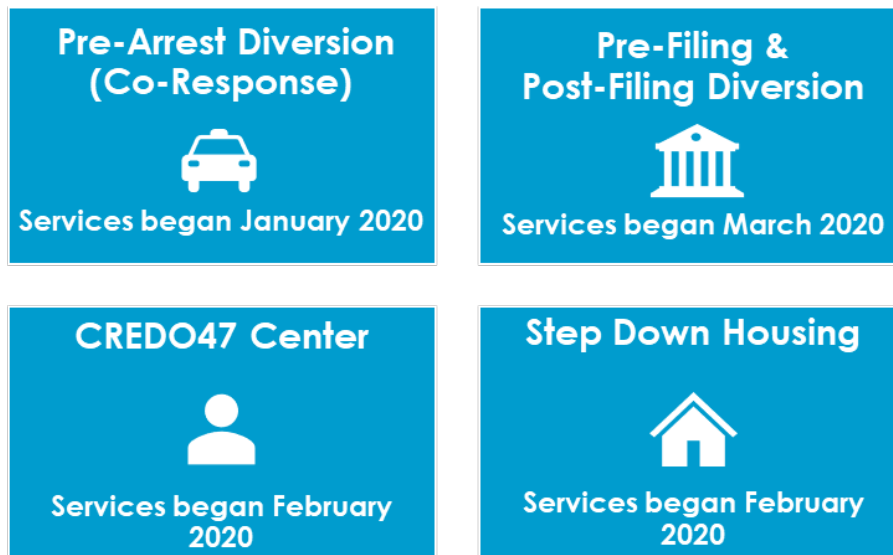 Pre-Arrest Diversion
(Co-Response)
Services began January 2020
Pre-Filing &
Post-Filing Diversion
Services began March 2020
CREDO47 Center
Services began February
2020
Step Down Housing
Services began February
2020